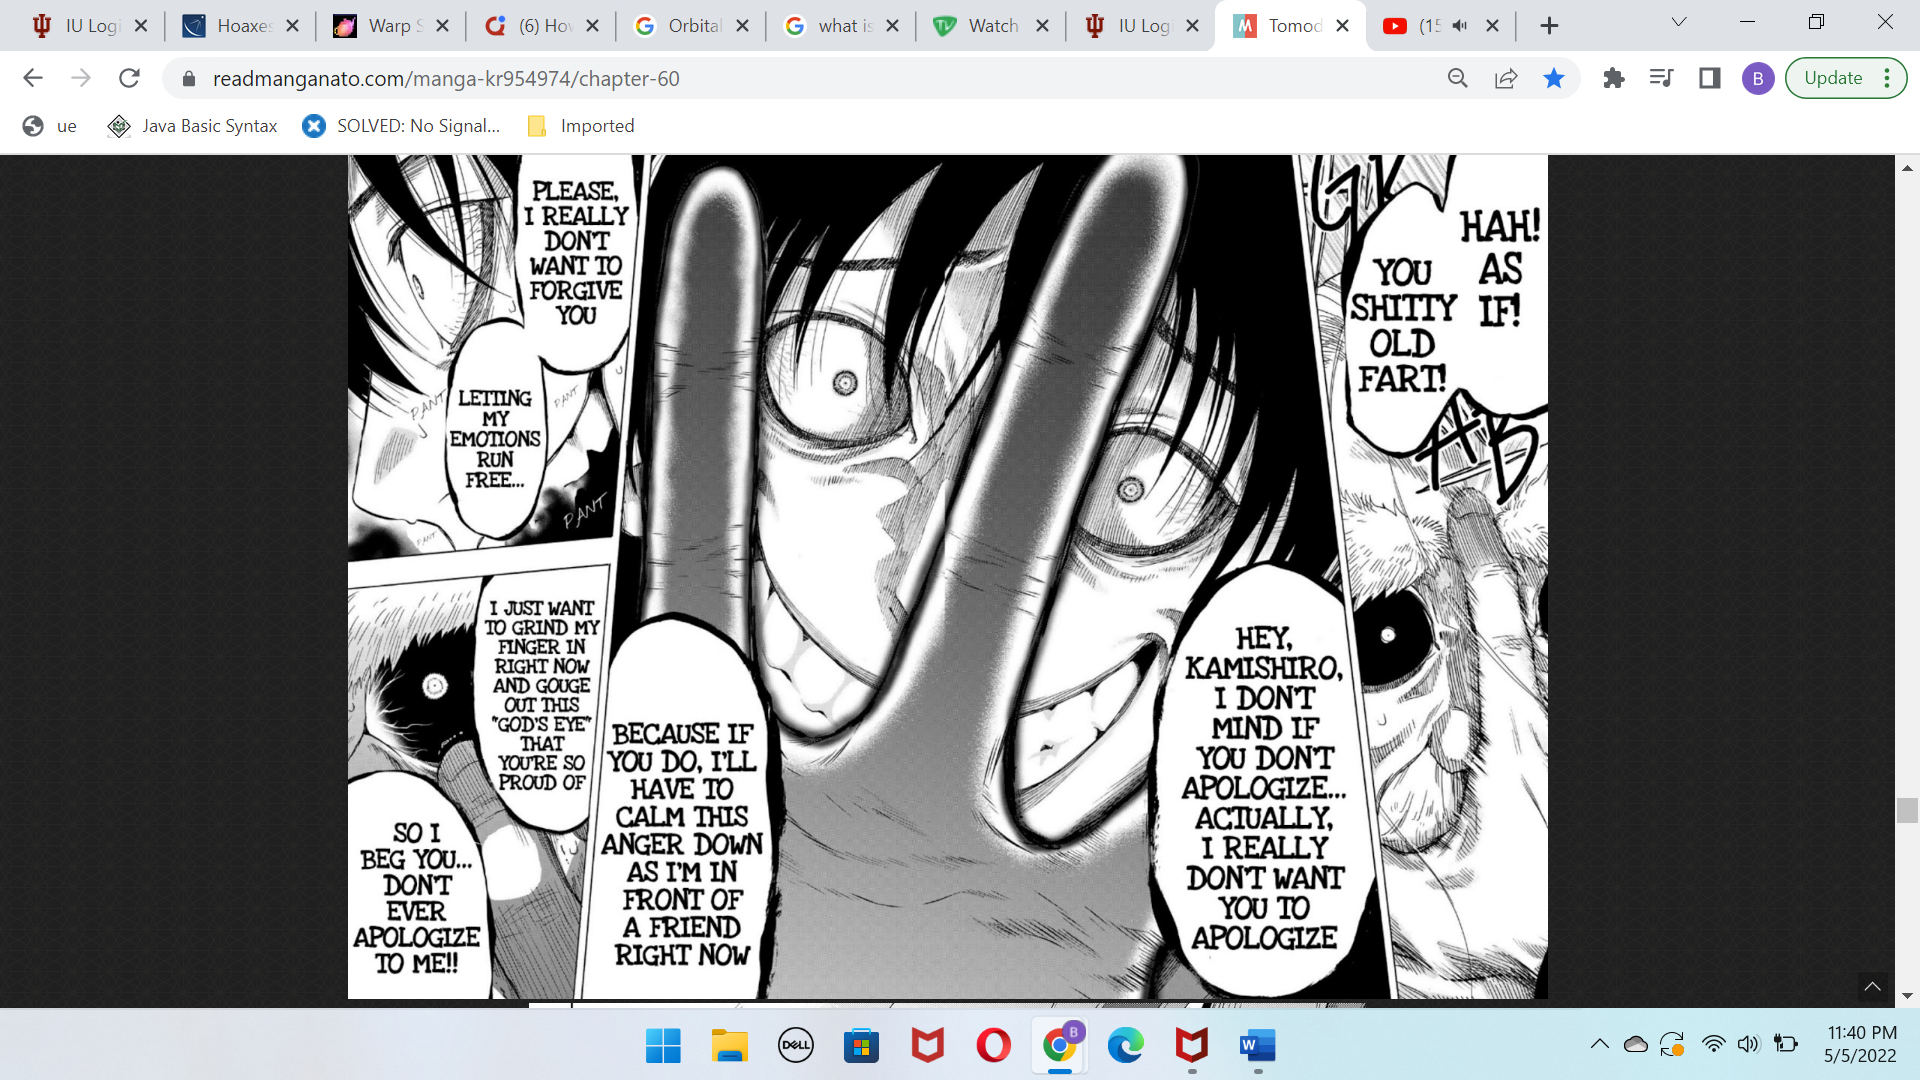 IU Logi
Hoaxes
Warp S
(6) Hov
Orbital
what is
Watch
IU Logi
Tomod
(15
readmanganato.com/manga-kr954974/chapter-60
B
Update
ue
Java Basic Syntax
SOLVED: No Signal...
Imported
HAH!
AS
IF!
YOU
SHITTY
OLD
FART!
GRAB
HEY,
KAMISHIRO,
I DON'T
MIND IF
YOU DON'T
APOLOGIZE...
ACTUALLY,
I REALLY
DON'T WANT
YOU TO
APOLOGIZE
BECAUSE IF
YOU DO, I'LL
HAVE TO
CALM THIS
ANGER DOWN
AS I'M IN
FRONT OF
A FRIEND
RIGHT NOW
PLEASE,
I REALLY
DON'T
WANT TO
FORGIVE
YOU
LETTING
MY
EMOTIONS
RUN
FREE...
PANT
PANT
PANT
PANT
I JUST WANT
TO GRIND MY
FINGER IN
RIGHT NOW
AND GOUGE
OUT THIS
"GOD'S EYE"
THAT
YOU'RE SO
PROUD OF
SO I
BEG YOU...
DON'T
EVER
APOLOGIZE
TO ME!!
DELL
B
W
11:40 PM
5/5/2022